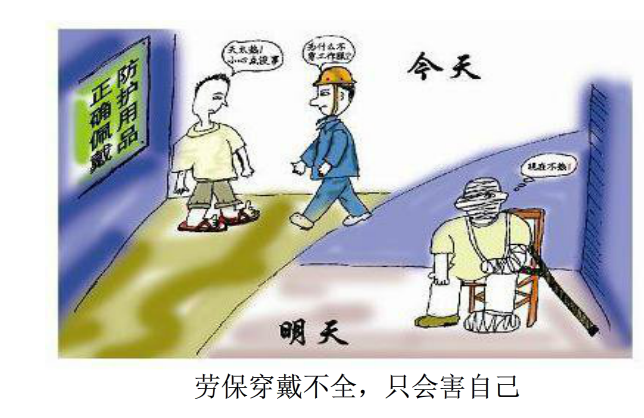 正确佩戴
防护用品
天太热！
小心点没事
为什么不
穿工作服？
今天
现在不热！
明天
劳保穿戴不全，只会害自己